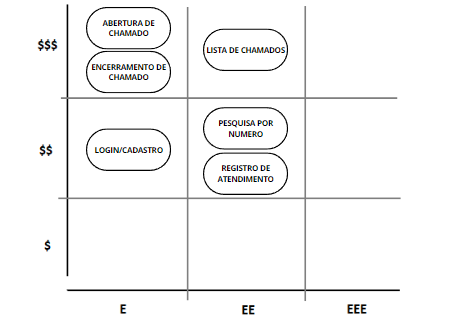 ABERTURA DE
CHAMADO
$$$
LISTA DE CHAMADOS
ENCERRAMENTO DE
CHAMADO
PESQUISA POR
NUMERO
$$
LOGIN/CADASTRO
REGISTRO DE
ATENDIMENTO
$
E
EE
EEE